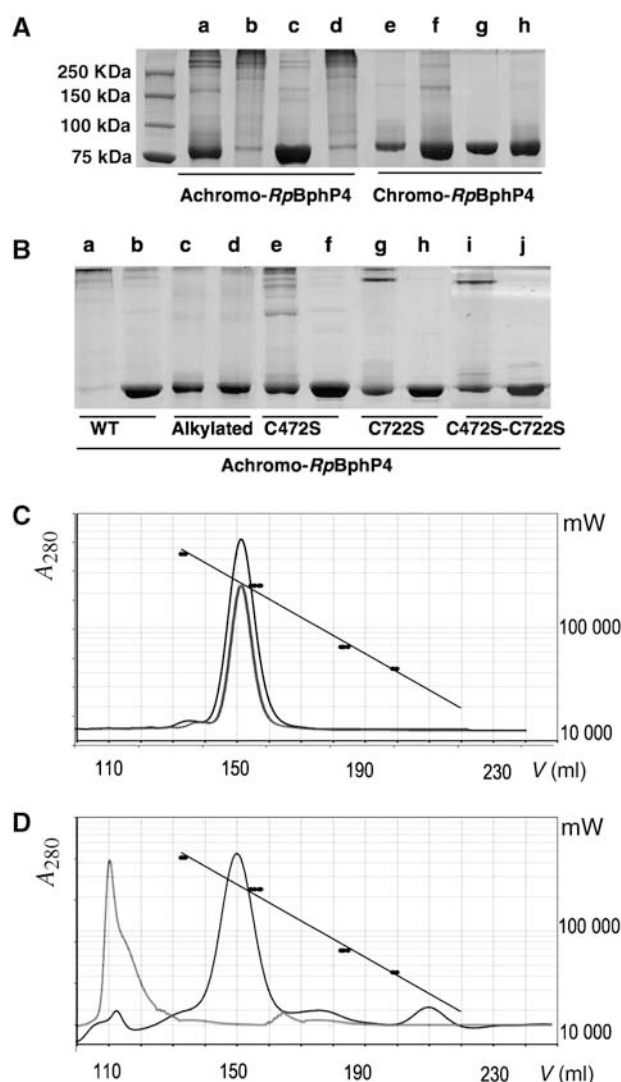 A
a b c d e f g h
250 KDa
150 kDa
100 kDa
75 kDa
Achromo-RpBphP4 Chromo-RpBphP4
B
a b c d e f g h i j
WT Alkylated C472S C722S C472S-C722S
Achromo-RpBphP4
C
A280
mW
100 000
10 000
110 150 190 230 V (ml)
D
A280
mW
100 000
10 000
110 150 190 230 V (ml)